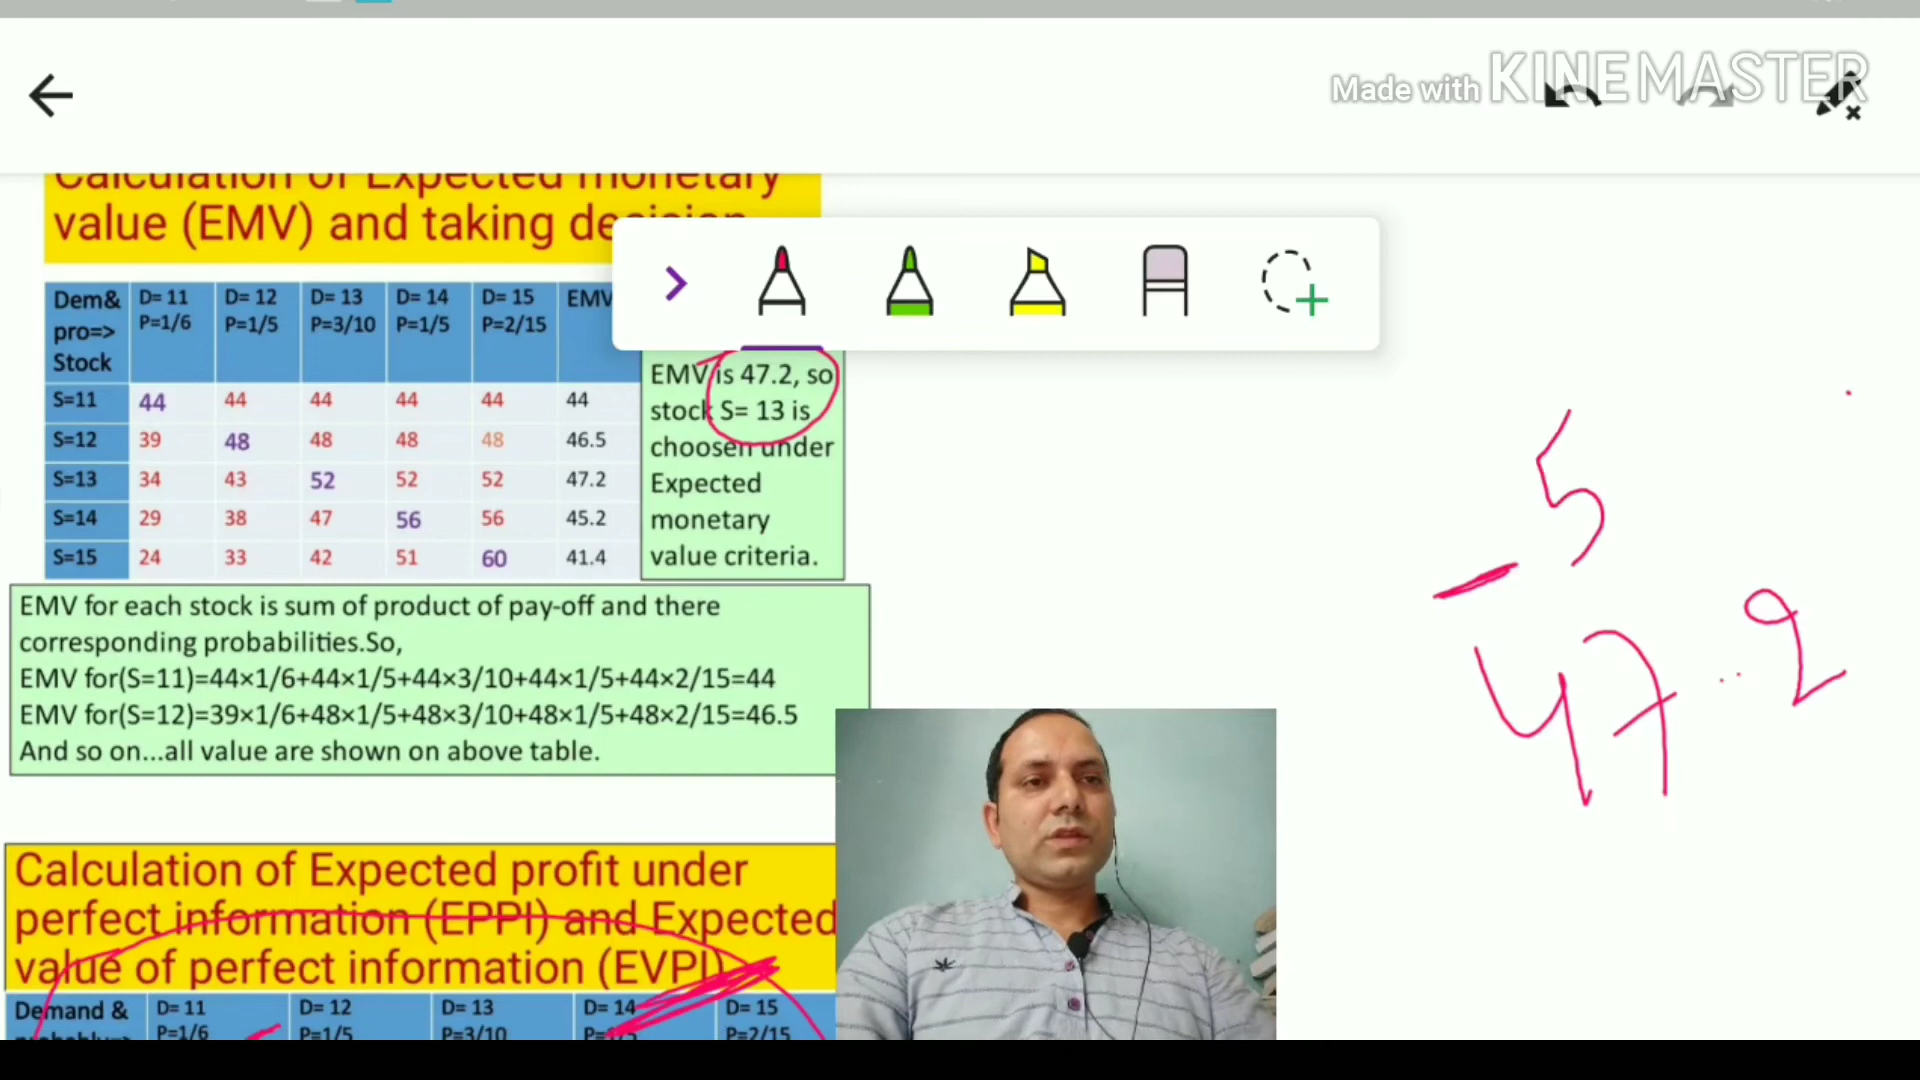 Made with KINEMASTER
Calculation of Expected monetary
value (EMV) and taking decision
Dem& D= 11 D= 12 D= 13 D= 14 D= 15 EMV
pro=> P=1/6 P=1/5 P=3/10 P=1/5 P=2/15
Stock
S=11 44 44 44 44 44 44
S=12 39 48 48 48 48 46.5
S=13 34 43 52 52 52 47.2
S=14 29 38 47 56 56 45.2
S=15 24 33 42 51 60 41.4
EMV is 47.2, so
stock S= 13 is
choosen under
Expected
monetary
value criteria.
EMV for each stock is sum of product of pay-off and there
corresponding probabilities.So,
EMV for(S=11)=44×1/6+44×1/5+44×3/10+44×1/5+44×2/15=44
EMV for(S=12)=39×1/6+48×1/5+48×3/10+48×1/5+48×2/15=46.5
And so on...all value are shown on above table.
Calculation of Expected profit under
perfect information (EPPI) and Expected
value of perfect information (EVPI)
Demand & D= 11 D= 12 D= 13 D= 14 D= 15
P=1/6 P=1/5 P=3/10 P=1/5 P=2/15
5
47..2